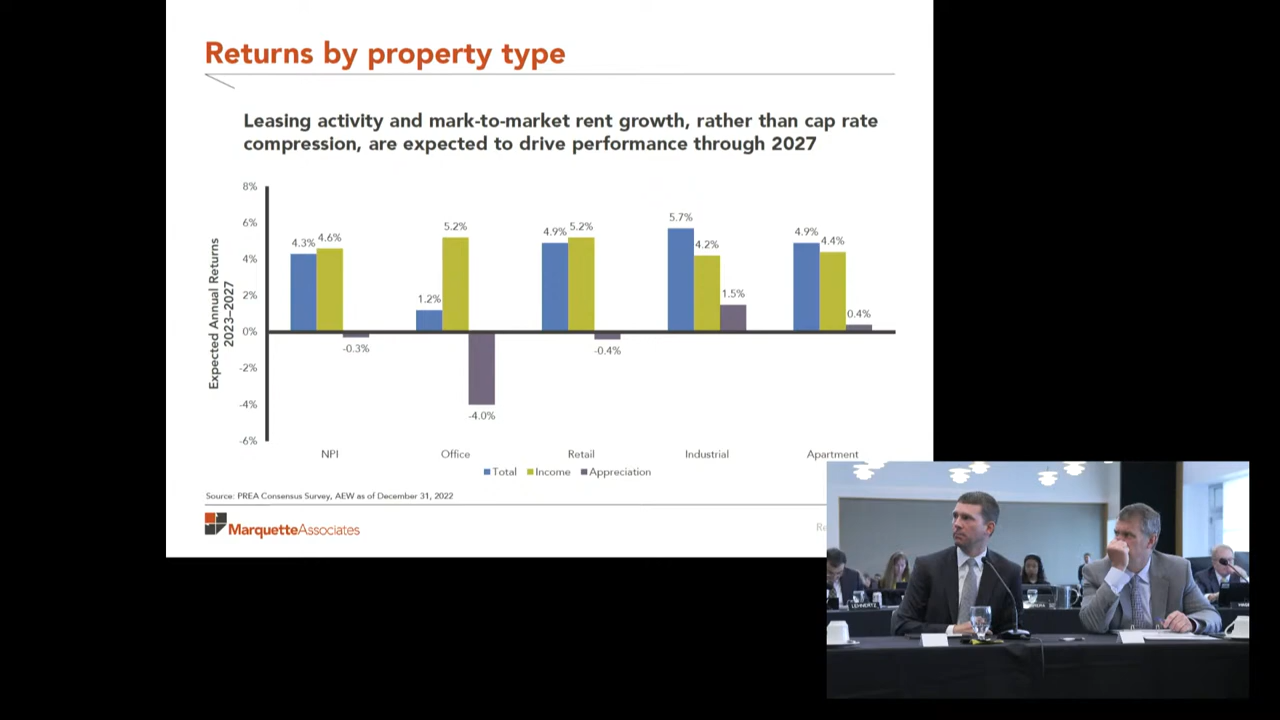 Returns by property type
Leasing activity and mark-to-market rent growth, rather than cap rate
compression, are expected to drive performance through 2027
Expected Annual Returns
2023–2027
8%
6%
4%
2%
0%
-2%
-4%
-6%
4.3% 4.6% -0.3%
1.2% 5.2% -4.0%
4.9% 5.2% -0.4%
5.7% 4.2% 1.5%
4.9% 4.4% 0.4%
NPI Office Retail Industrial Apartment
Total Income Appreciation
Source: PREA Consensus Survey, AEW as of December 31, 2022
MarquetteAssociates